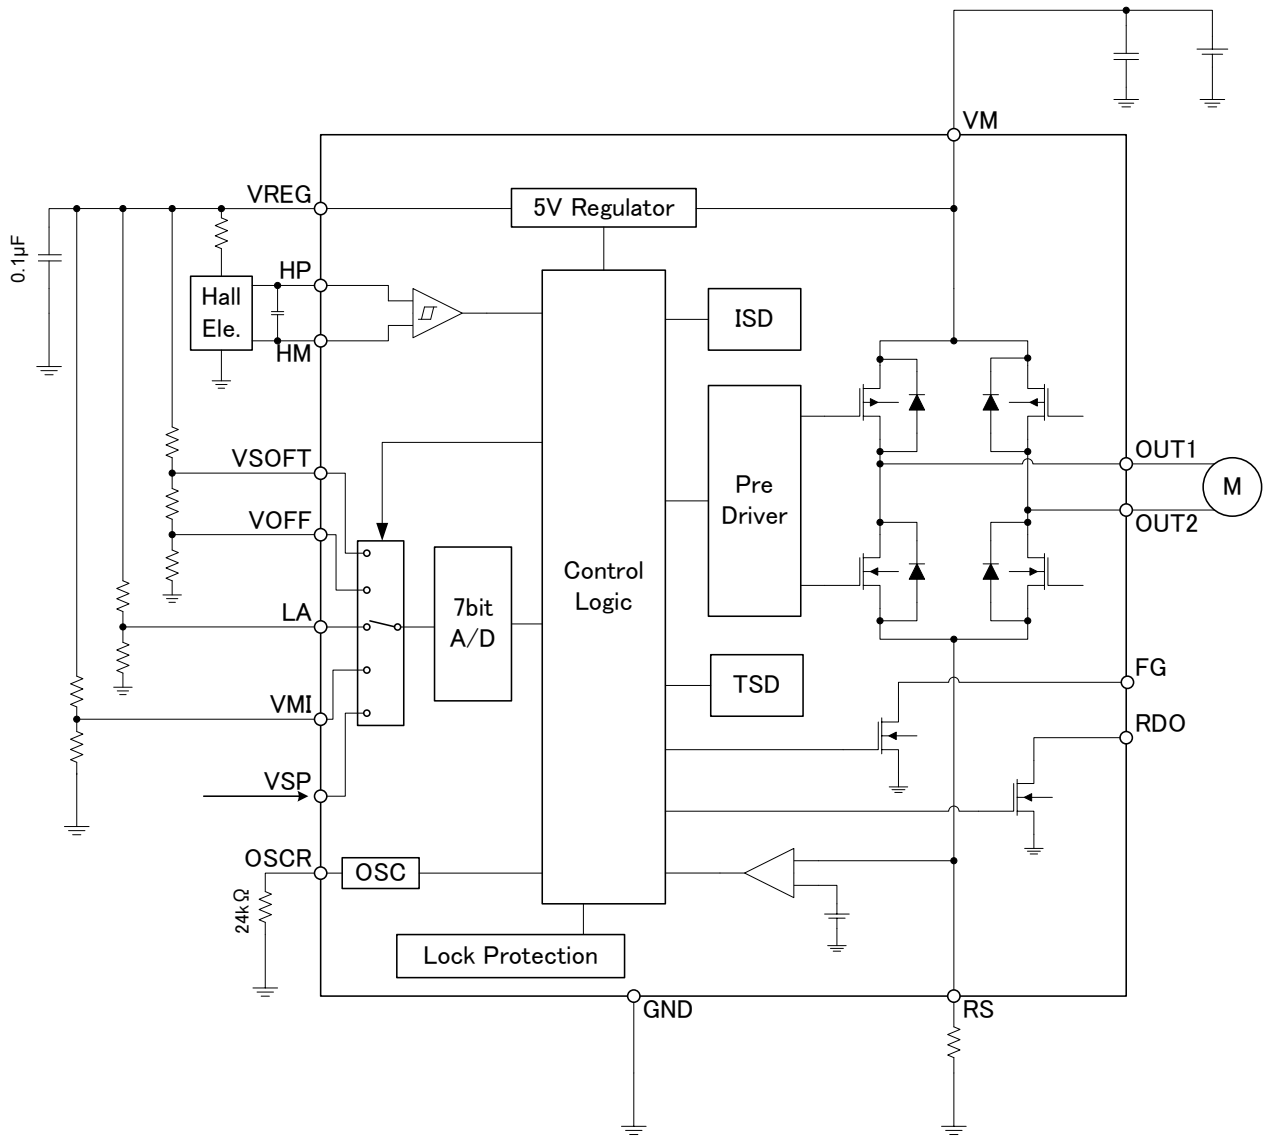 VM
VREG
5V Regulator
0.1μF
HP
Hall
Ele.
HM
ISD
VSOFT
OUT1
M
Pre
Driver
VOFF
OUT2
Control
Logic
LA
7bit
A/D
FG
TSD
VMI
RDO
VSP
OSCR
OSC
24kΩ
Lock Protection
GND
RS